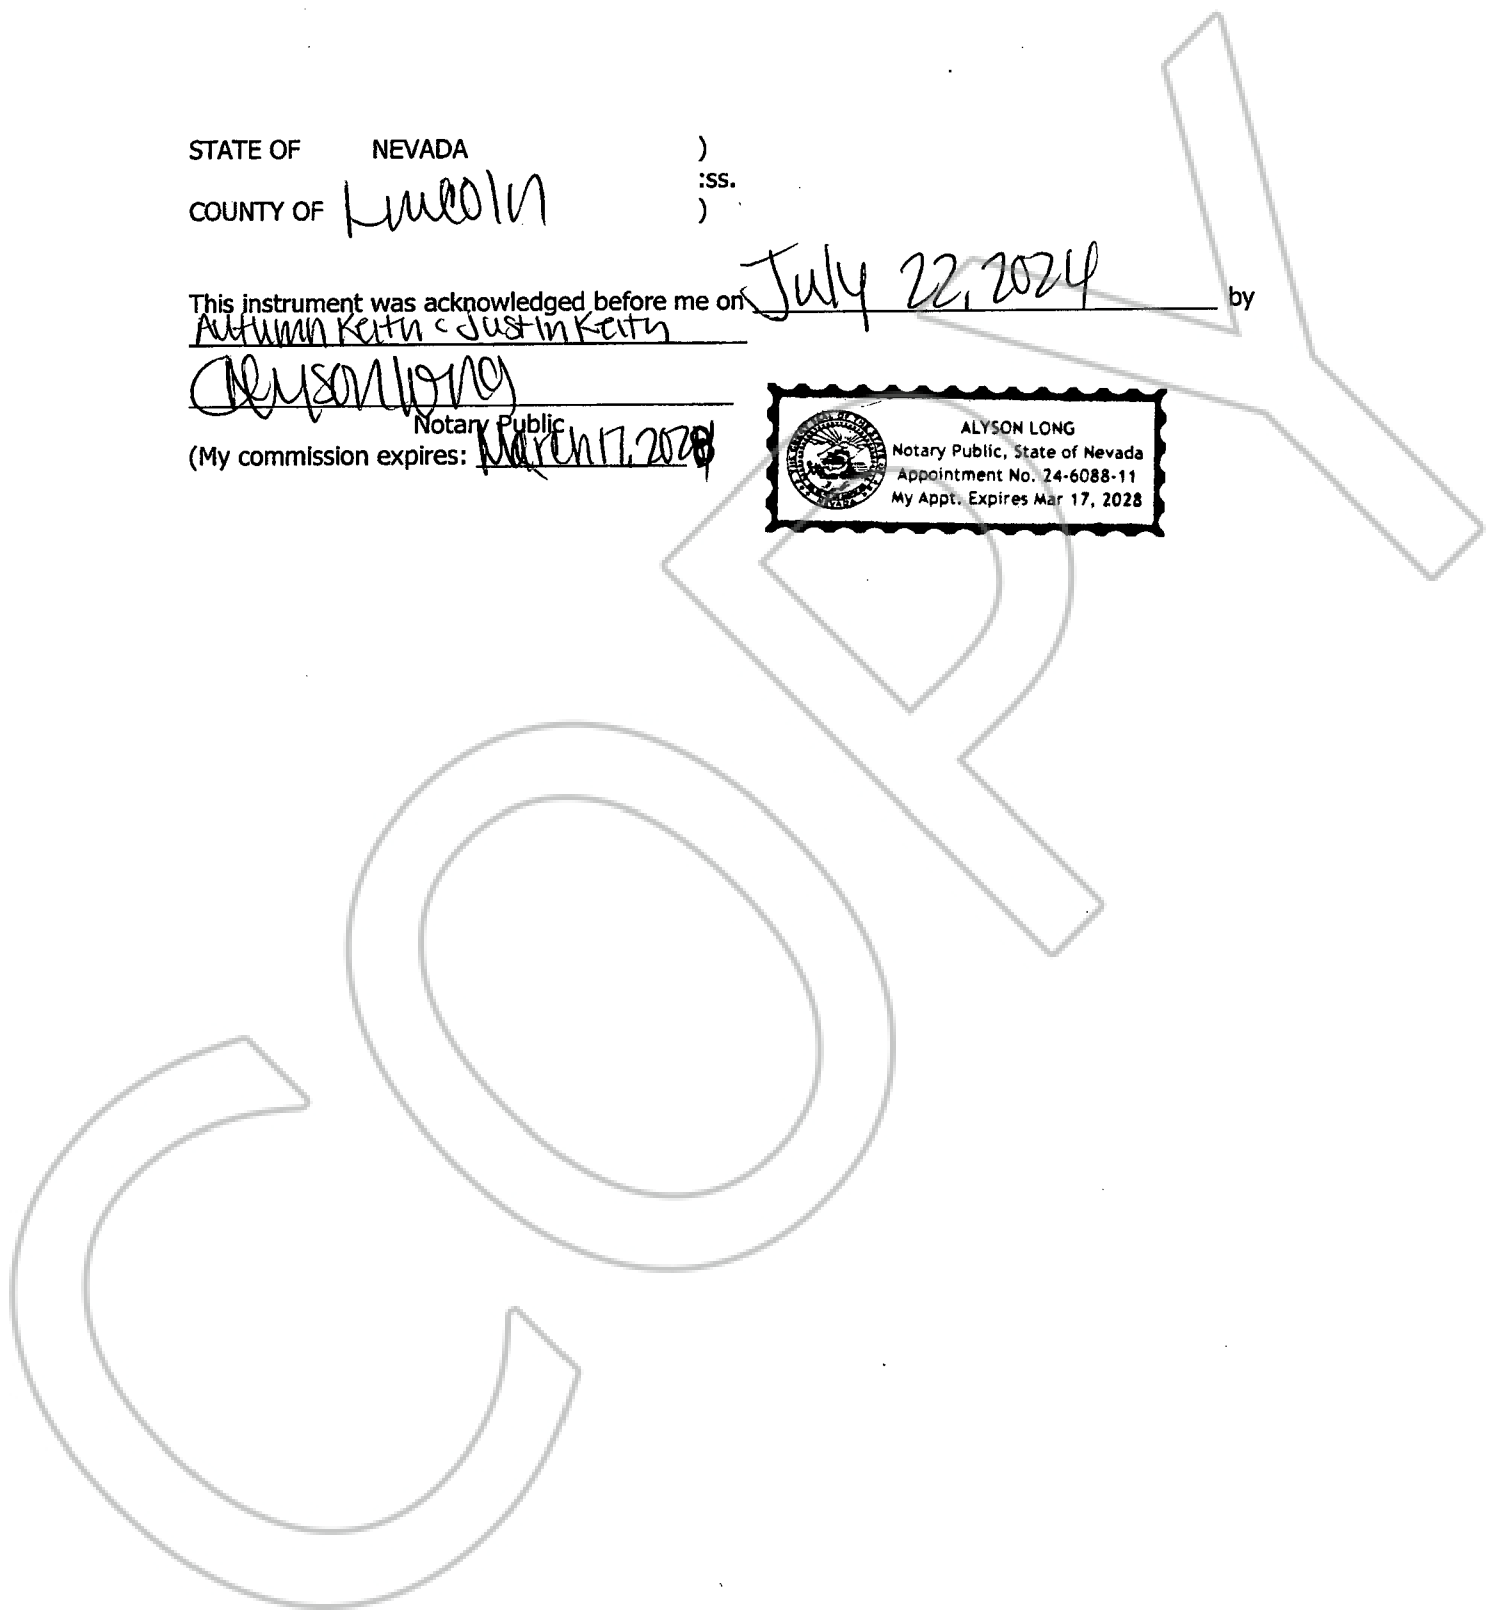 STATE OF NEVADA )
:ss.
COUNTY OF Lincoln )
This instrument was acknowledged before me on July 22, 2024 by
Autumn Keith & Justin Keith
Alyson Long
Notary Public
(My commission expires: March 17, 2028
ALYSON LONG
Notary Public, State of Nevada
Appointment No. 24-6088-11
My Appt. Expires Mar 17, 2028
COPY